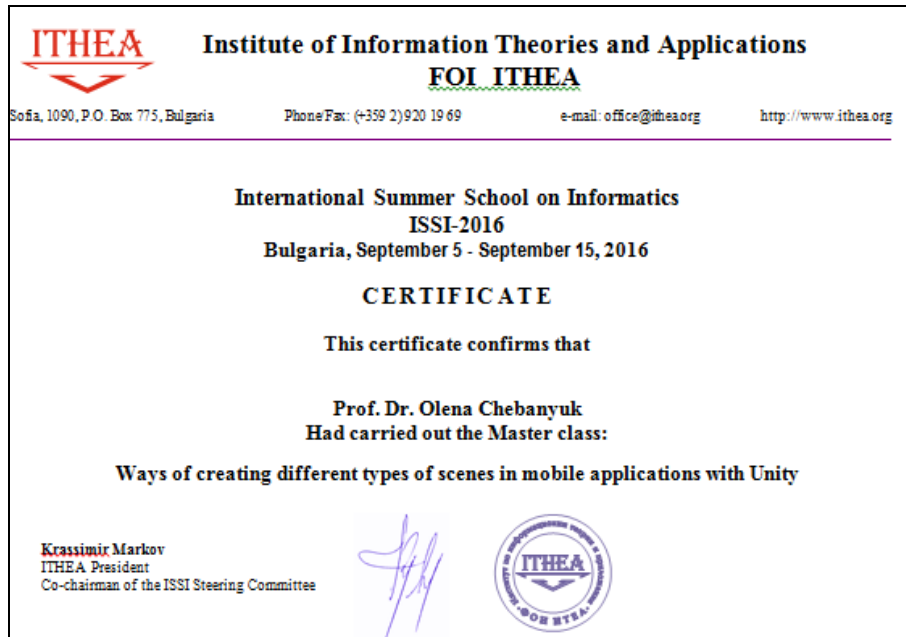 ITHEA
Institute of Information Theories and Applications
FOI ITHEA
Sofia, 1090, P.O. Box 775, Bulgaria Phone/Fax: (+359 2) 920 19 69 e-mail: office@ithea.org http://www.ithea.org
International Summer School on Informatics
ISSI-2016
Bulgaria, September 5 - September 15, 2016
CERTIFICATE
This certificate confirms that
Prof. Dr. Olena Chebanyuk
Had carried out the Master class:
Ways of creating different types of scenes in mobile applications with Unity
Krassimir Markov
ITHEA President
Co-chairman of the ISSI Steering Committee
ITHEA